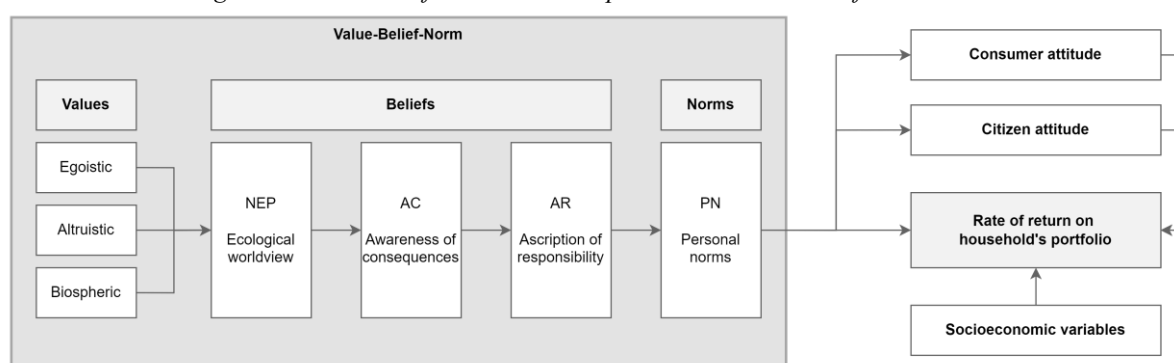 Value-Belief-Norm
Values
Beliefs
Norms
Egoistic
Altruistic
Biospheric
NEP
Ecological
worldview
AC
Awareness of
consequences
AR
Ascription of
responsibility
PN
Personal
norms
Consumer attitude
Citizen attitude
Rate of return on
household's portfolio
Socioeconomic variables